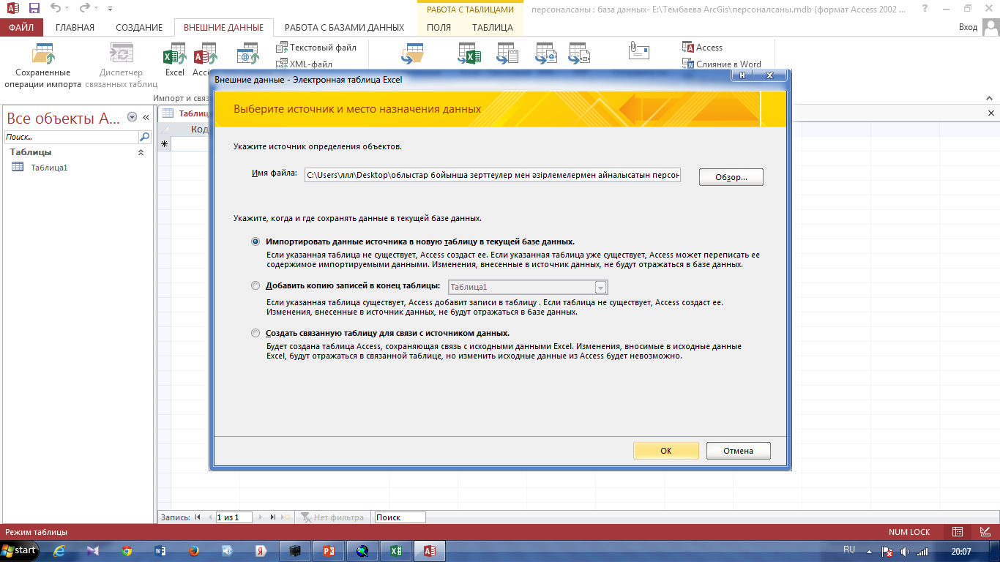 РАБОТА С ТАБЛИЦАМИ
персоналсаны : база данных- E:\Тембаева ArcGis\персоналсаны.mdb (формат Access 2002 ...
ФАЙЛ ГЛАВНАЯ СОЗДАНИЕ ВНЕШНИЕ ДАННЫЕ РАБОТА С БАЗАМИ ДАННЫХ ПОЛЯ ТАБЛИЦА Вход
Сохраненные операции импорта
Диспетчер связанных таблиц
Excel
Текстовый файл
XML-файл
Access
Слияние в Word
Внешние данные - Электронная таблица Excel
Выберите источник и место назначения данных
Укажите источник определения объектов.
Имя файла: C:\Users\ллл\Desktop\облыстар бойынша зерттеулер мен әзірлемелермен айналысатын персон
Обзор...
Укажите, когда и где сохранять данные в текущей базе данных.
Импортировать данные источника в новую таблицу в текущей базе данных.
Если указанная таблица не существует, Access создаст ее. Если указанная таблица уже существует, Access может переписать ее
содержимое импортируемыми данными. Изменения, внесенные в источник данных, не будут отражаться в базе данных.
Добавить копию записей в конец таблицы: Таблица1
Если указанная таблица существует, Access добавит записи в таблицу . Если таблица не существует, Access создаст ее.
Изменения, внесенные в источник данных, не будут отражаться в базе данных.
Создать связанную таблицу для связи с источником данных.
Будет создана таблица Access, сохраняющая связь с исходными данными Excel. Изменения, вносимые в исходные данные
Excel, будут отражаться в связанной таблице, но изменить исходные данные из Access будет невозможно.
OK Отмена
Все объекты A...
Поиск...
Таблицы
Таблица1
Код
Запись: 1 из 1 Нет фильтра Поиск
Режим таблицы NUM LOCK
start RU 20:07